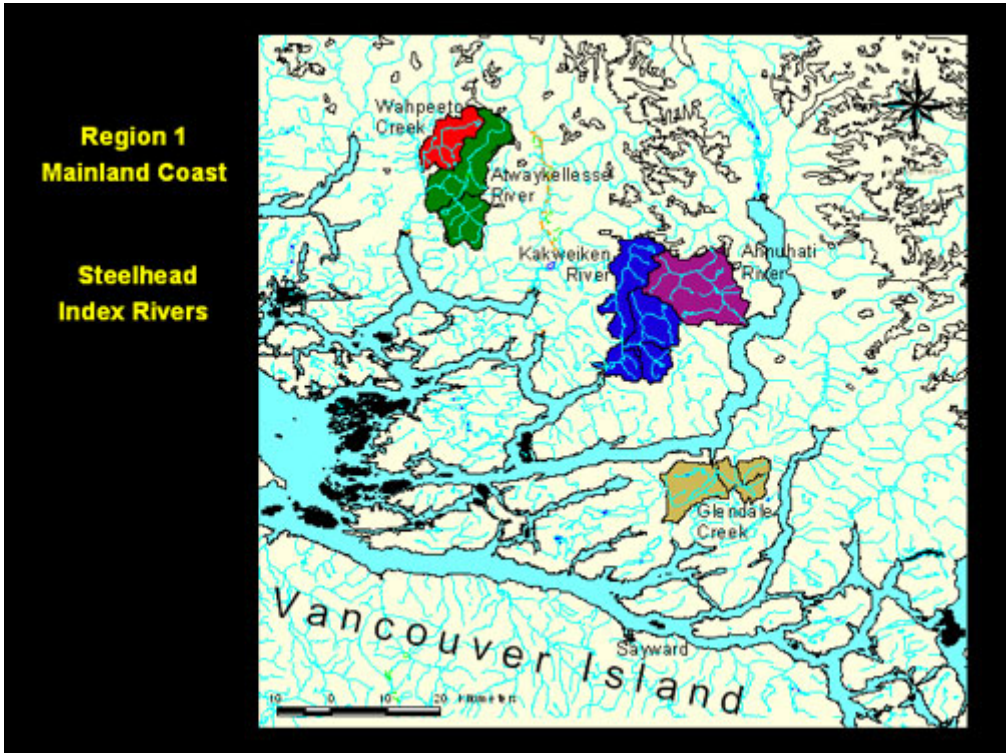 Region 1
Mainland Coast
Steelhead
Index Rivers
Wahpeeto
Creek
Atwaykellesse
River
Kakweiken
River
Ahnuhati
River
Glendale
Creek
Vancouver Island
Sayward
10 0 10 20 Kilometers